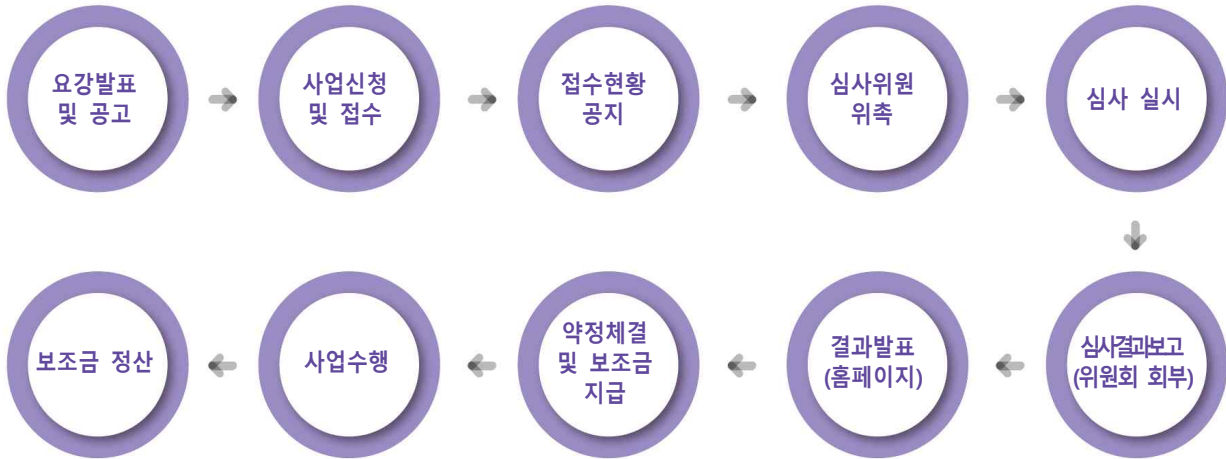 요강발표
및 공고
사업신청
및 접수
접수현황
공지
심사위원
위촉
심사 실시
심사결과보고
(위원회 회부)
결과발표
(홈페이지)
약정체결
및 보조금
지급
사업수행
보조금 정산